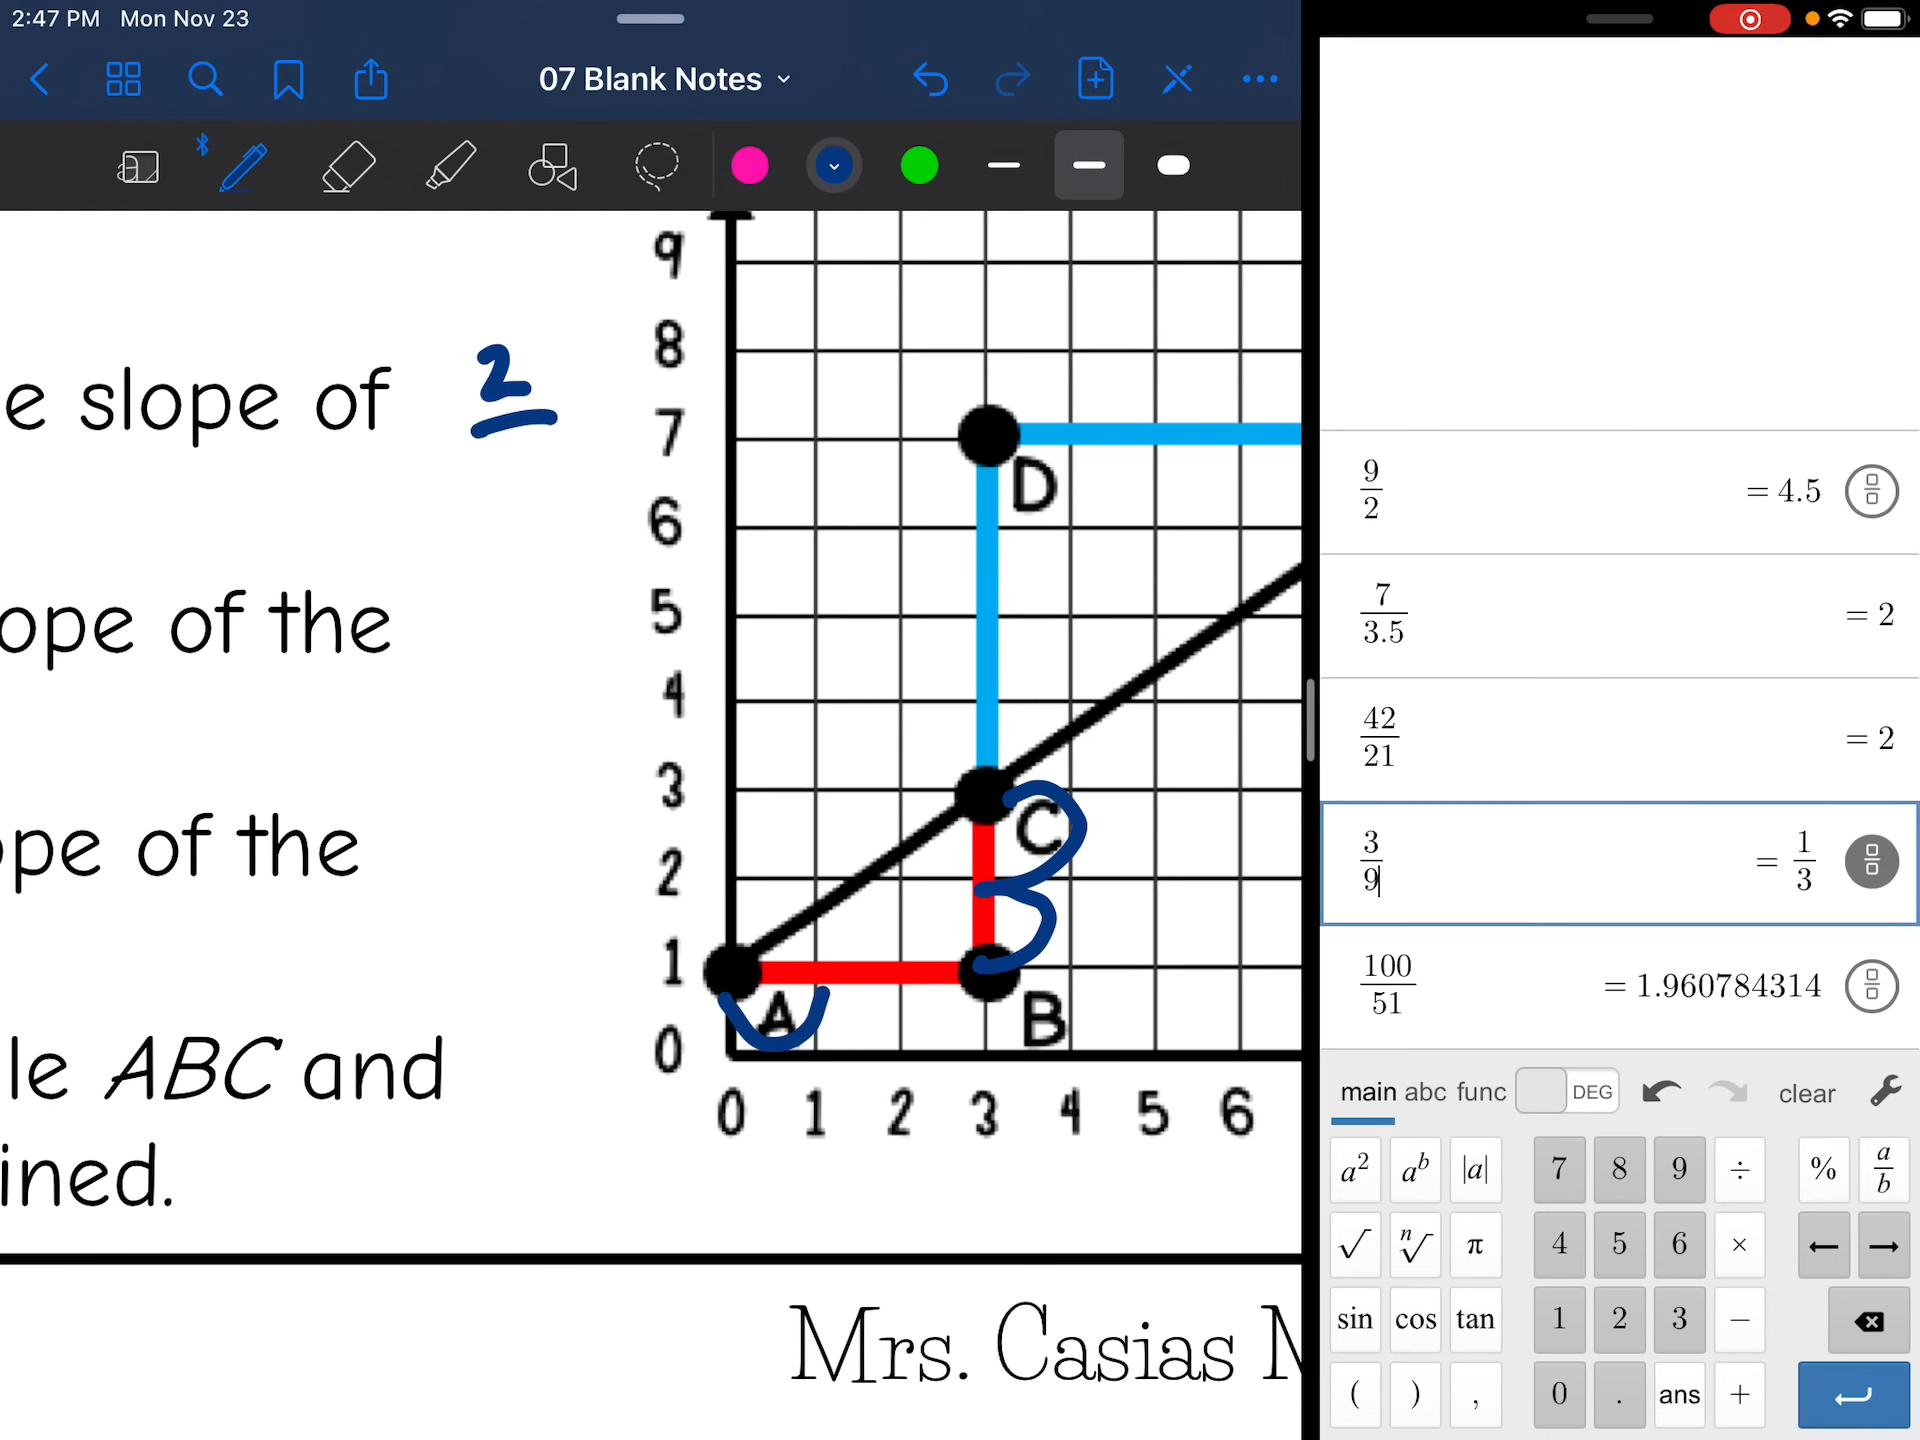 2:47 PM Mon Nov 23
07 Blank Notes
e slope of 2
ope of the
pe of the
le ABC and
ined.
9
8
7
6
5
4
3
2
1
0
D
C
A
B
0 1 2 3 4 5 6
Mrs. Casias
9/2 = 4.5
7/3.5 = 2
42/21 = 2
3/9 = 1/3
100/51 = 1.960784314
main abc func DEG clear
a² aᵇ |a| 7 8 9 ÷ % a/b
√ ⁿ√ π 4 5 6 × ← →
sin cos tan 1 2 3 −
( ) , 0 . ans +